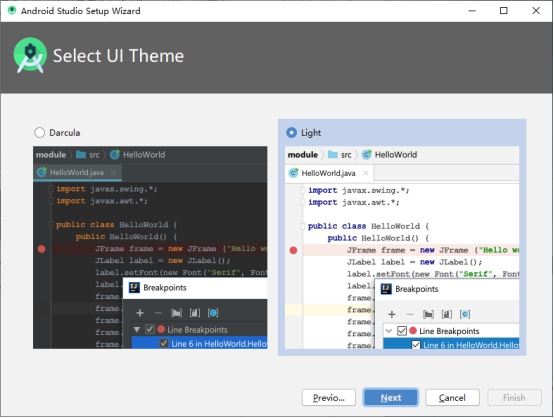 Android Studio Setup Wizard
Select UI Theme
Darcula
module src HelloWorld
HelloWorld.java
import javax.swing.*;
import javax.awt.*;
public class HelloWorld {
public HelloWorld() {
JFrame frame = new JFrame ("Hello wo
JLabel label = new JLabel();
label.setFont(new Font("Serif", Font
label.
frame.
frame.
frame.
frame.
frame.
Breakpoints
Line Breakpoints
Line 6 in HelloWorld.Hello
Light
module src HelloWorld
HelloWorld.java
import javax.swing.*;
import javax.awt.*;
public class HelloWorld {
public HelloWorld() {
JFrame frame = new JFrame ("Hello wo
JLabel label = new JLabel();
label.setFont(new Font("Serif", Font
label.
frame.
frame.
frame.
frame.
frame.
Breakpoints
Line Breakpoints
Line 6 in HelloWorld.Hello
Previo...
Next
Cancel
Finish